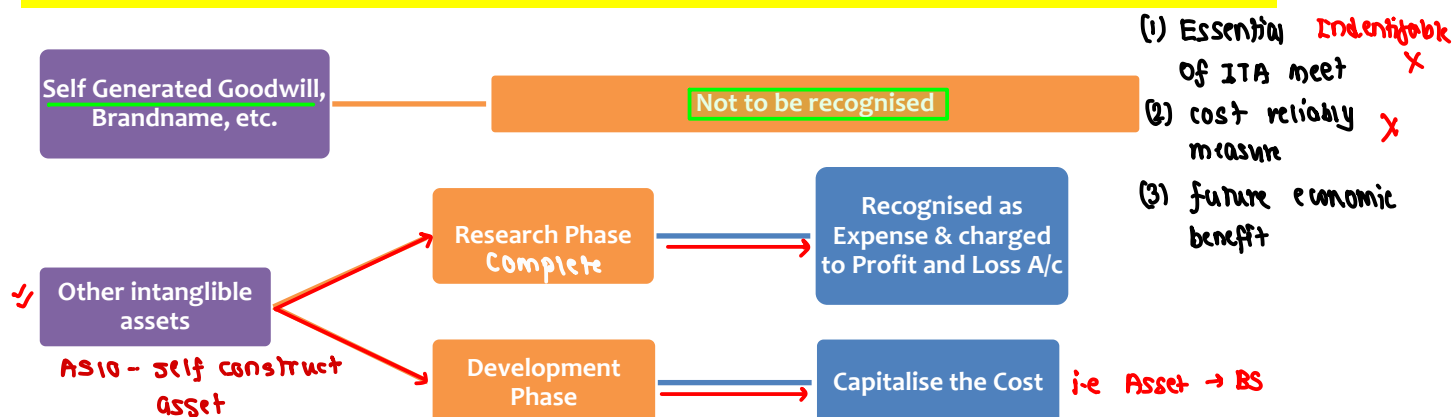 Self Generated Goodwill,
Brandname, etc.
Not to be recognised
(1) Essential Indentifable
of ITA meet X
(2) cost reliably X
measure
(3) future economic
benefit
Research Phase
Complete
Recognised as
Expense & charged
to Profit and Loss A/c
Other intanglible
assets
AS10 - self construct
asset
Development
Phase
Capitalise the Cost
i.e Asset → BS